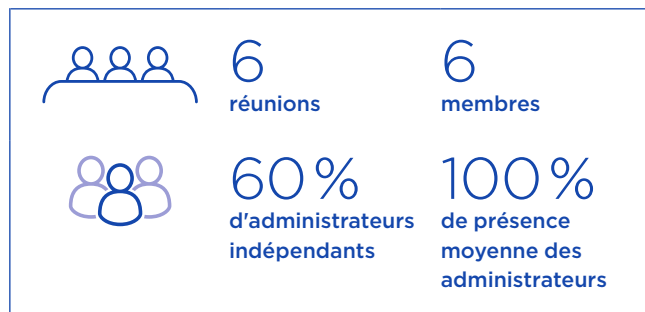 6
réunions
6
membres
60 %
d'administrateurs
indépendants
100 %
de présence
moyenne des
administrateurs